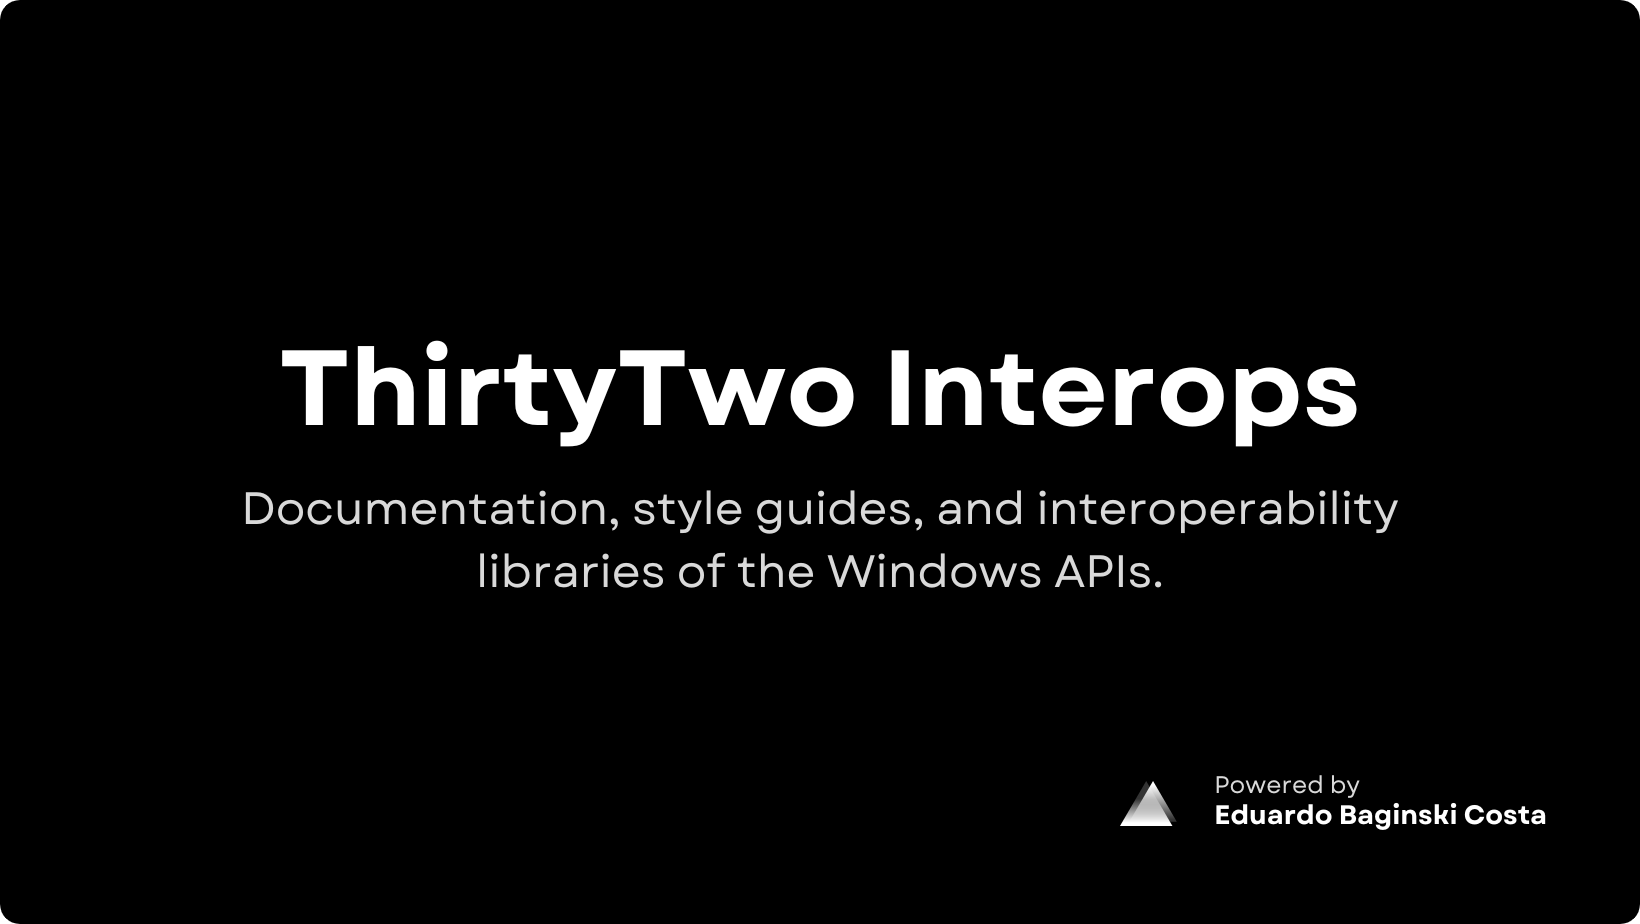 ThirtyTwo Interops
Documentation, style guides, and interoperability
libraries of the Windows APIs.
Powered by
Eduardo Baginski Costa